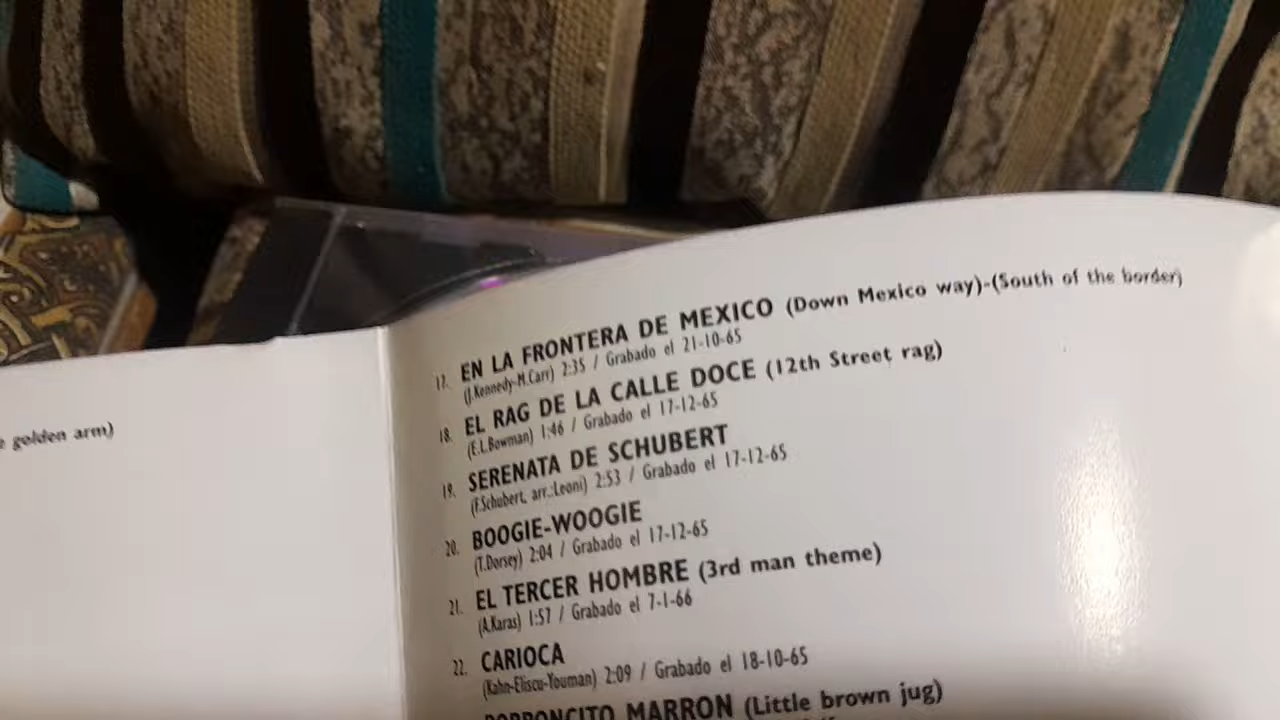 golden arm)
17. EN LA FRONTERA DE MEXICO (Down Mexico way)-(South of the border)
(J.Kennedy-M.Carr) 2:35 / Grabado el 21-10-65
18. EL RAG DE LA CALLE DOCE (12th Street rag)
(E.L.Bowman) 1:46 / Grabado el 17-12-65
19. SERENATA DE SCHUBERT
(F.Schubert, arr.:Leoni) 2:53 / Grabado el 17-12-65
20. BOOGIE-WOOGIE
(T.Dorsey) 2:04 / Grabado el 17-12-65
21. EL TERCER HOMBRE (3rd man theme)
(A.Karas) 1:57 / Grabado el 7-1-66
22. CARIOCA
(Kahn-Eliscu-Youman) 2:09 / Grabado el 18-10-65
MARRON (Little brown jug)